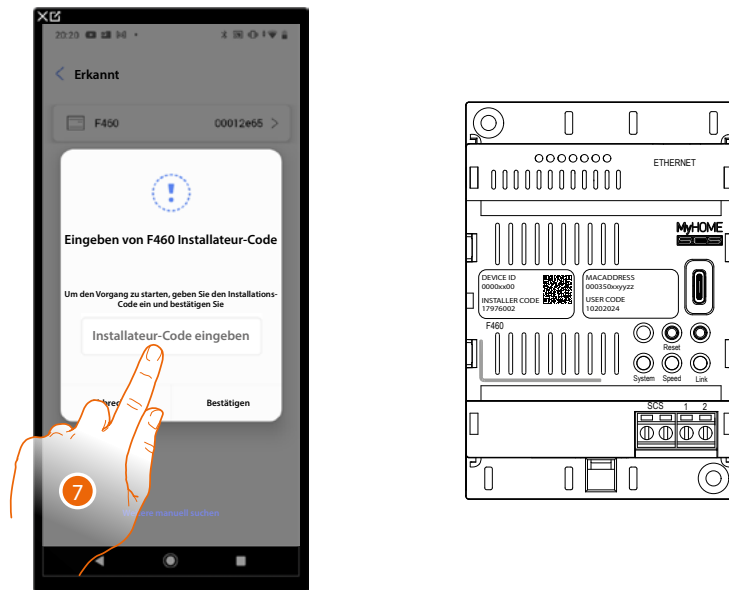 20:20
Erkannt
F460 00012e65
Eingeben von F460 Installateur-Code
Um den Vorgang zu starten, geben Sie den Installations-
Code ein und bestätigen Sie
Installateur-Code eingeben
Bestätigen
manuell suchen
7
ETHERNET
MyHOME
SCS
DEVICE ID
0000xx00
INSTALLER CODE
17976002
MACADDRESS
000350xxyyzz
USER CODE
10202024
F460
Reset
System Speed Link
SCS 1 2